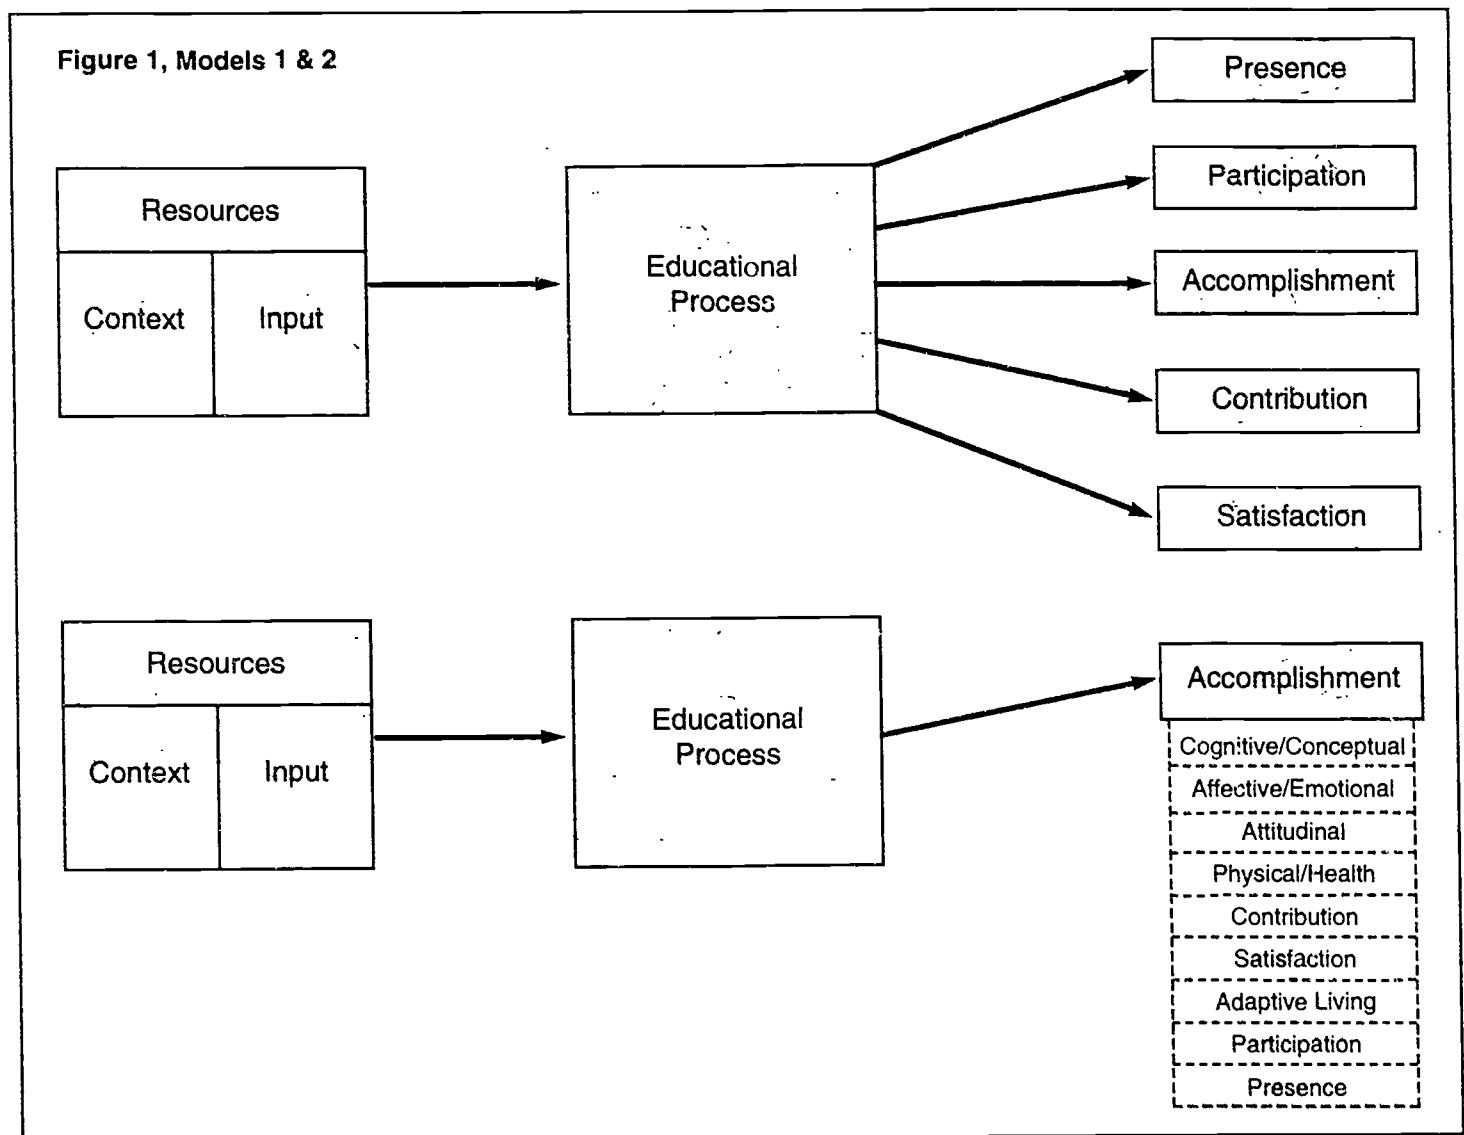 Figure 1, Models 1 & 2
Resources
Context
Input
Educational
Process
Presence
Participation
Accomplishment
Contribution
Satisfaction
Resources
Context
Input
Educational
Process
Accomplishment
Cognitive/Conceptual
Affective/Emotional
Attitudinal
Physical/Health
Contribution
Satisfaction
Adaptive Living
Participation
Presence